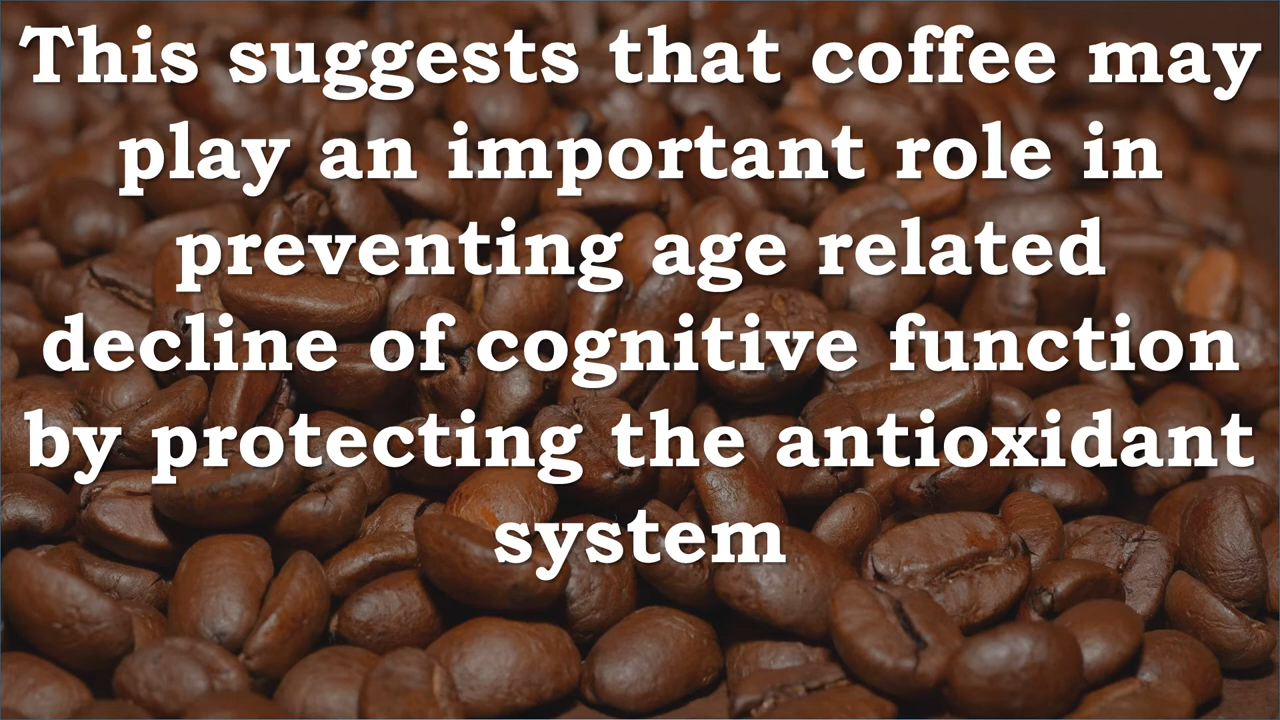 This suggests that coffee may
play an important role in
preventing age related
decline of cognitive function
by protecting the antioxidant
system